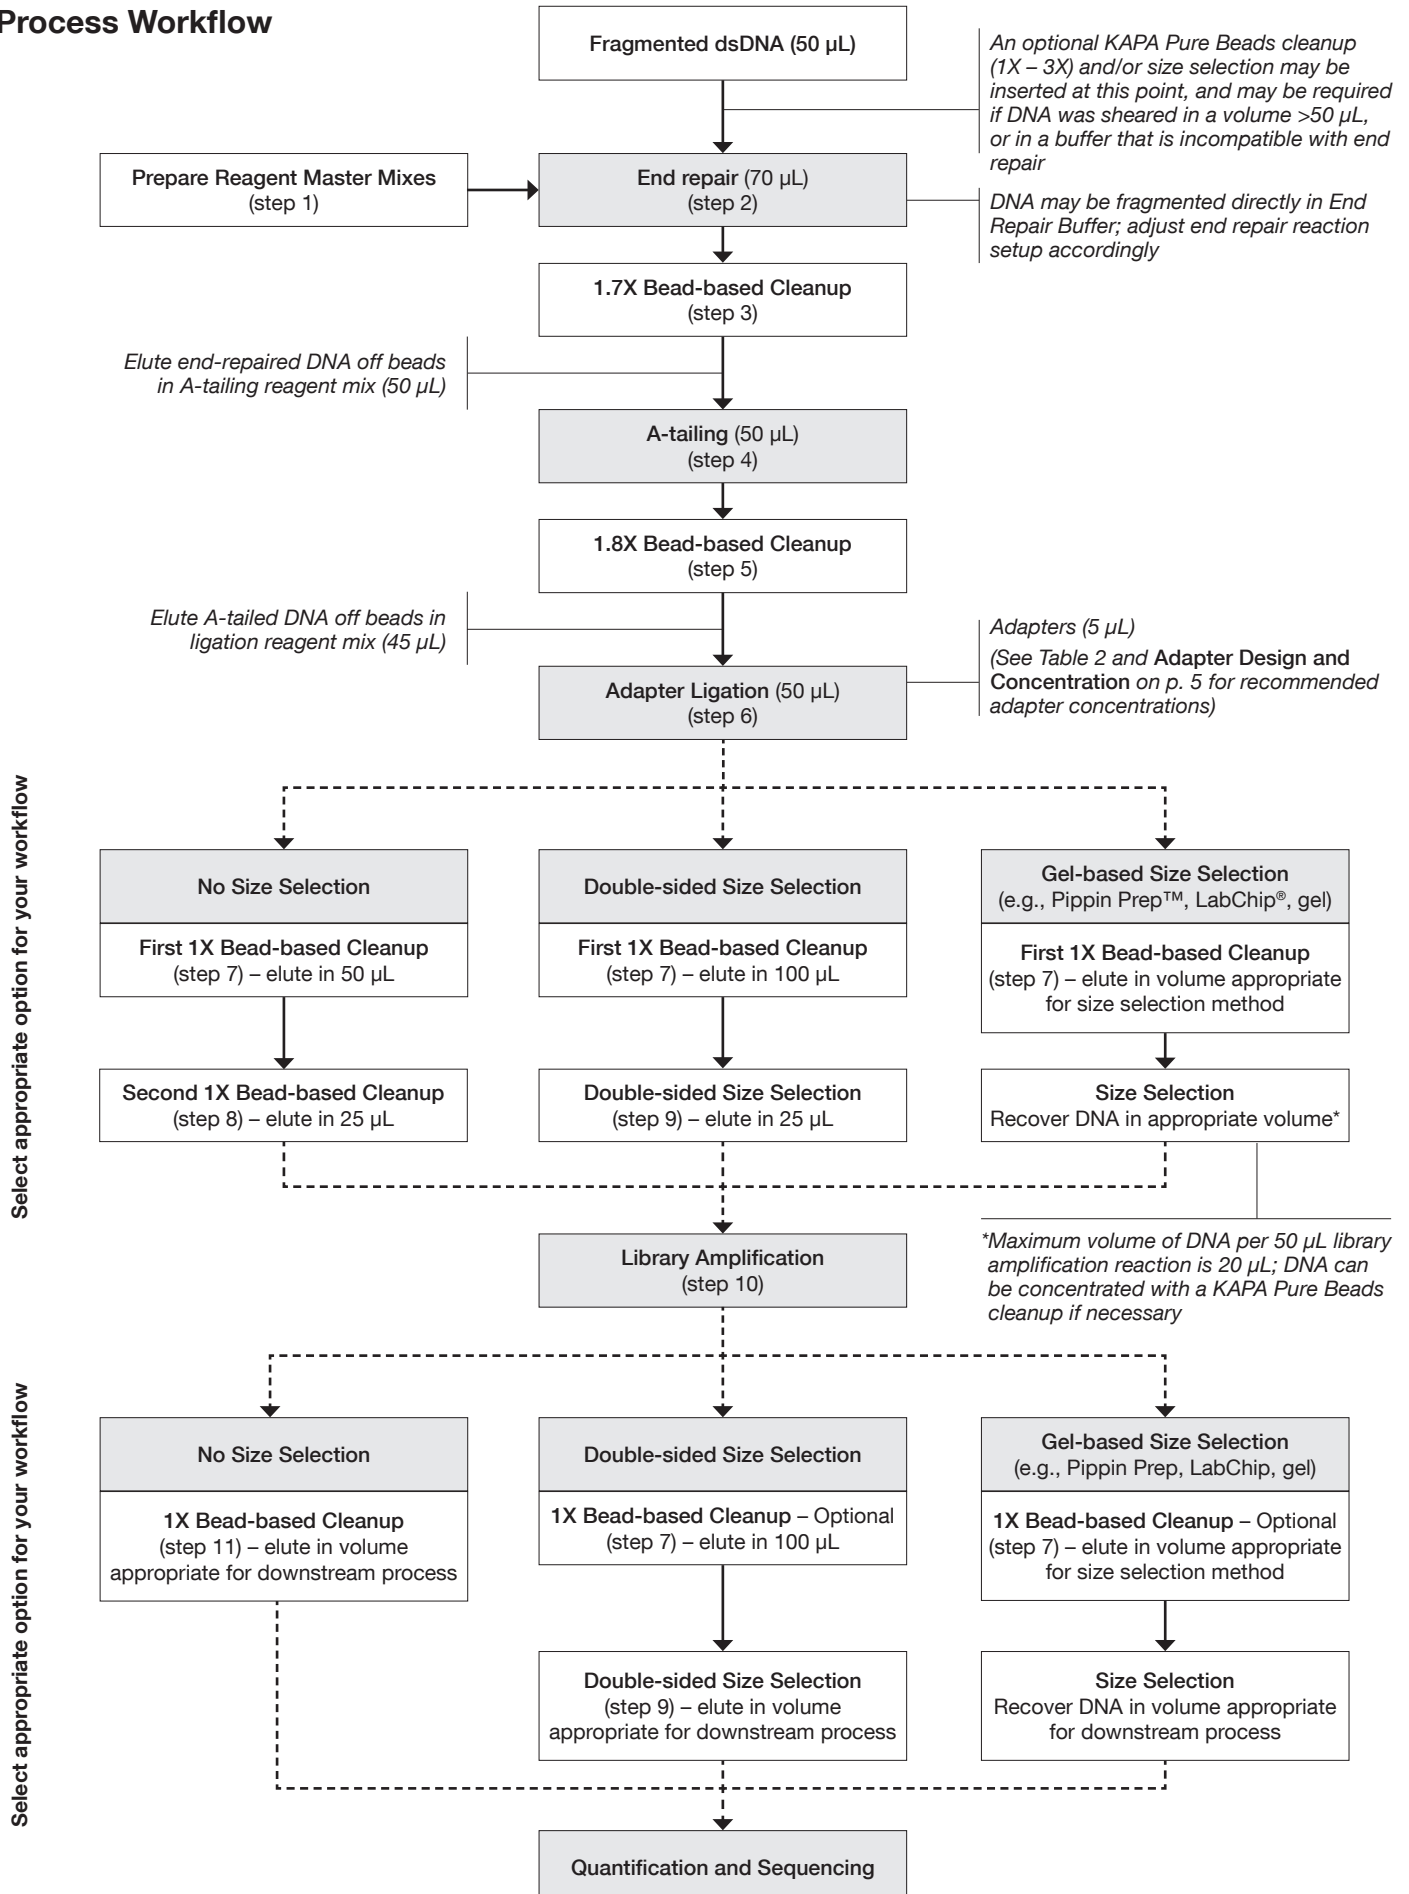 Process Workflow
Fragmented dsDNA (50 µL)
An optional KAPA Pure Beads cleanup
(1X – 3X) and/or size selection may be
inserted at this point, and may be required
if DNA was sheared in a volume >50 µL,
or in a buffer that is incompatible with end
repair
Prepare Reagent Master Mixes
(step 1)
End repair (70 µL)
(step 2)
DNA may be fragmented directly in End
Repair Buffer; adjust end repair reaction
setup accordingly
1.7X Bead-based Cleanup
(step 3)
Elute end-repaired DNA off beads
in A-tailing reagent mix (50 µL)
A-tailing (50 µL)
(step 4)
1.8X Bead-based Cleanup
(step 5)
Elute A-tailed DNA off beads in
ligation reagent mix (45 µL)
Adapters (5 µL)
(See Table 2 and Adapter Design and
Concentration on p. 5 for recommended
adapter concentrations)
Adapter Ligation (50 µL)
(step 6)
Select appropriate option for your workflow
No Size Selection
First 1X Bead-based Cleanup
(step 7) – elute in 50 µL
Second 1X Bead-based Cleanup
(step 8) – elute in 25 µL
Double-sided Size Selection
First 1X Bead-based Cleanup
(step 7) – elute in 100 µL
Double-sided Size Selection
(step 9) – elute in 25 µL
Gel-based Size Selection
(e.g., Pippin Prep™, LabChip®, gel)
First 1X Bead-based Cleanup
(step 7) – elute in volume appropriate
for size selection method
Size Selection
Recover DNA in appropriate volume*
*Maximum volume of DNA per 50 µL library
amplification reaction is 20 µL; DNA can
be concentrated with a KAPA Pure Beads
cleanup if necessary
Library Amplification
(step 10)
Select appropriate option for your workflow
No Size Selection
1X Bead-based Cleanup
(step 11) – elute in volume
appropriate for downstream process
Double-sided Size Selection
1X Bead-based Cleanup – Optional
(step 7) – elute in 100 µL
Double-sided Size Selection
(step 9) – elute in volume
appropriate for downstream process
Gel-based Size Selection
(e.g., Pippin Prep, LabChip, gel)
1X Bead-based Cleanup – Optional
(step 7) – elute in volume appropriate
for size selection method
Size Selection
Recover DNA in volume appropriate
for downstream process
Quantification and Sequencing